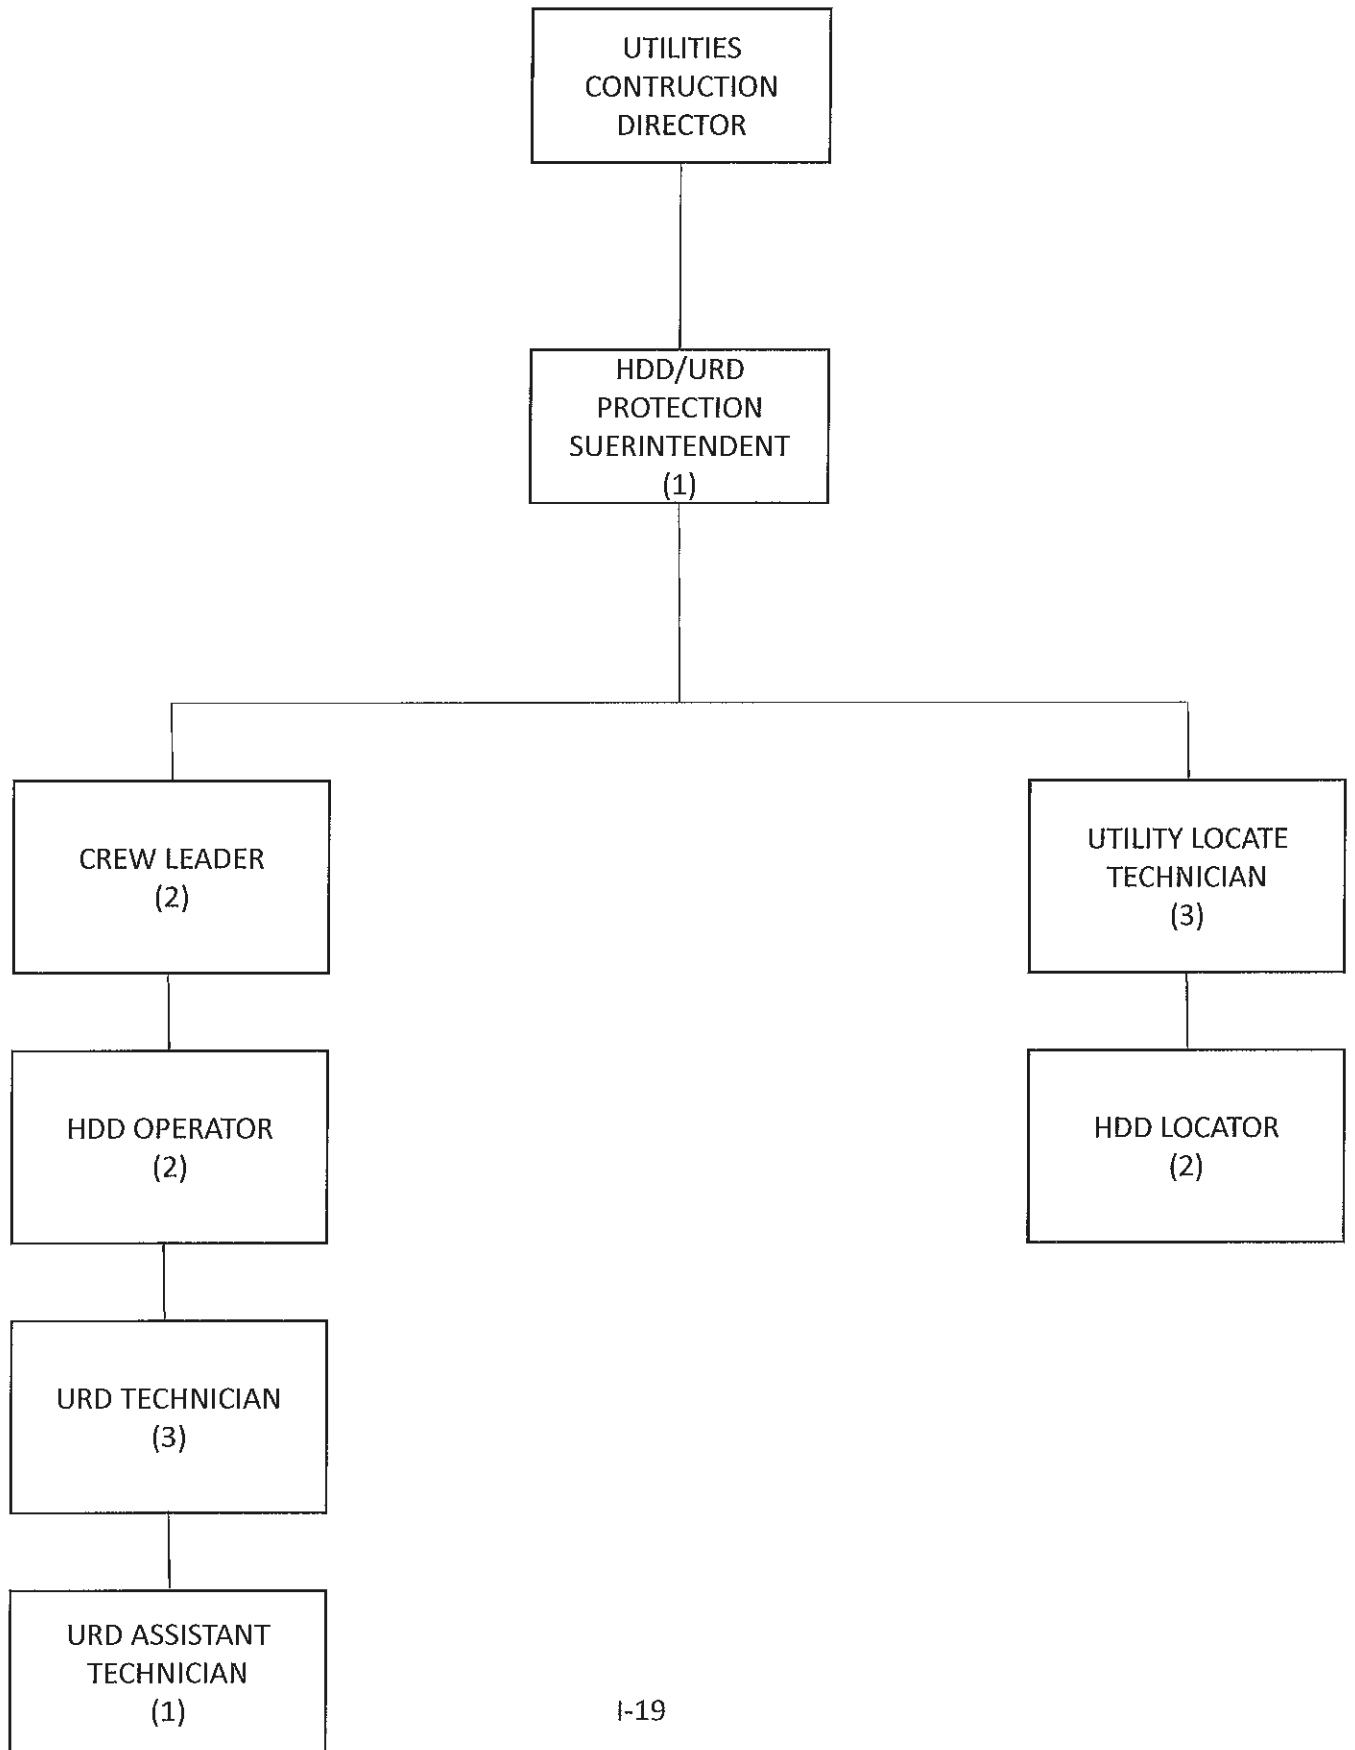 UTILITIES
CONTRUCTION
DIRECTOR
HDD/URD
PROTECTION
SUERINTENDENT
(1)
CREW LEADER
(2)
UTILITY LOCATE
TECHNICIAN
(3)
HDD OPERATOR
(2)
HDD LOCATOR
(2)
URD TECHNICIAN
(3)
URD ASSISTANT
TECHNICIAN
(1)
I-19